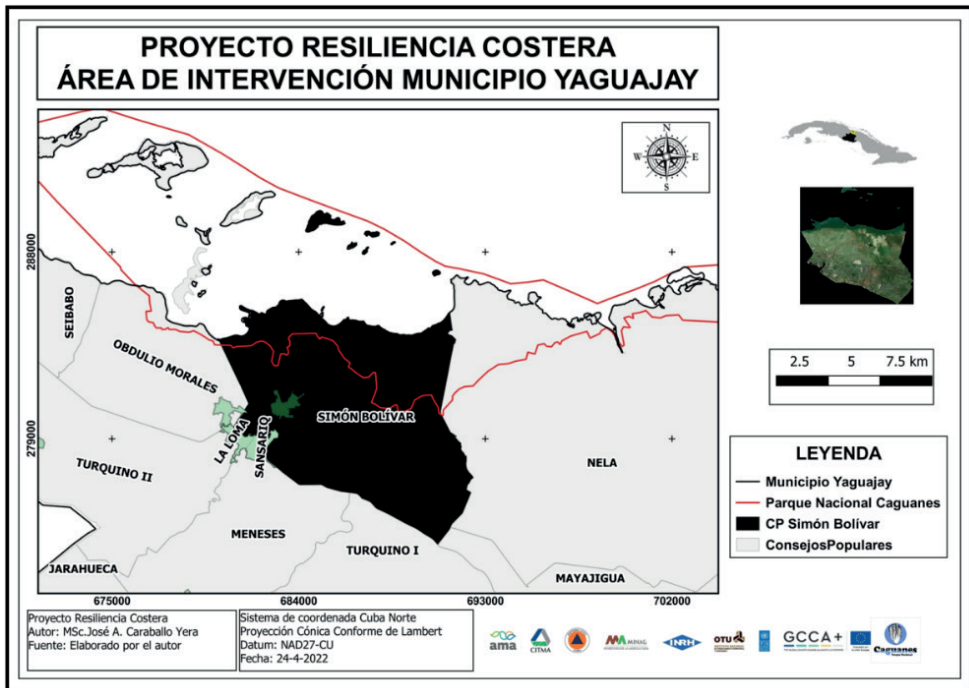 PROYECTO RESILIENCIA COSTERA
ÁREA DE INTERVENCIÓN MUNICIPIO YAGUAJAY
N
W
E
S
288000
279000
SEIBABO
OBDULIO MORALES
LA LOMA
SANSARIQ
SIMÓN BOLÍVAR
TURQUINO II
NELA
MENESES
TURQUINO I
JARAHUECA
MAYAJIGUA
675000
684000
693000
702000
2.5 5 7.5 km
LEYENDA
Municipio Yaguajay
Parque Nacional Caguanes
CP Simón Bolívar
ConsejosPopulares
Proyecto Resiliencia Costera
Autor: MSc.José A. Caraballo Yera
Fuente: Elaborado por el autor
Sistema de coordenada Cuba Norte
Proyección Cónica Conforme de Lambert
Datum: NAD27-CU
Fecha: 24-4-2022
ama
CITMA
MINAG
INRH
OTU
GCCA+
Caguanes